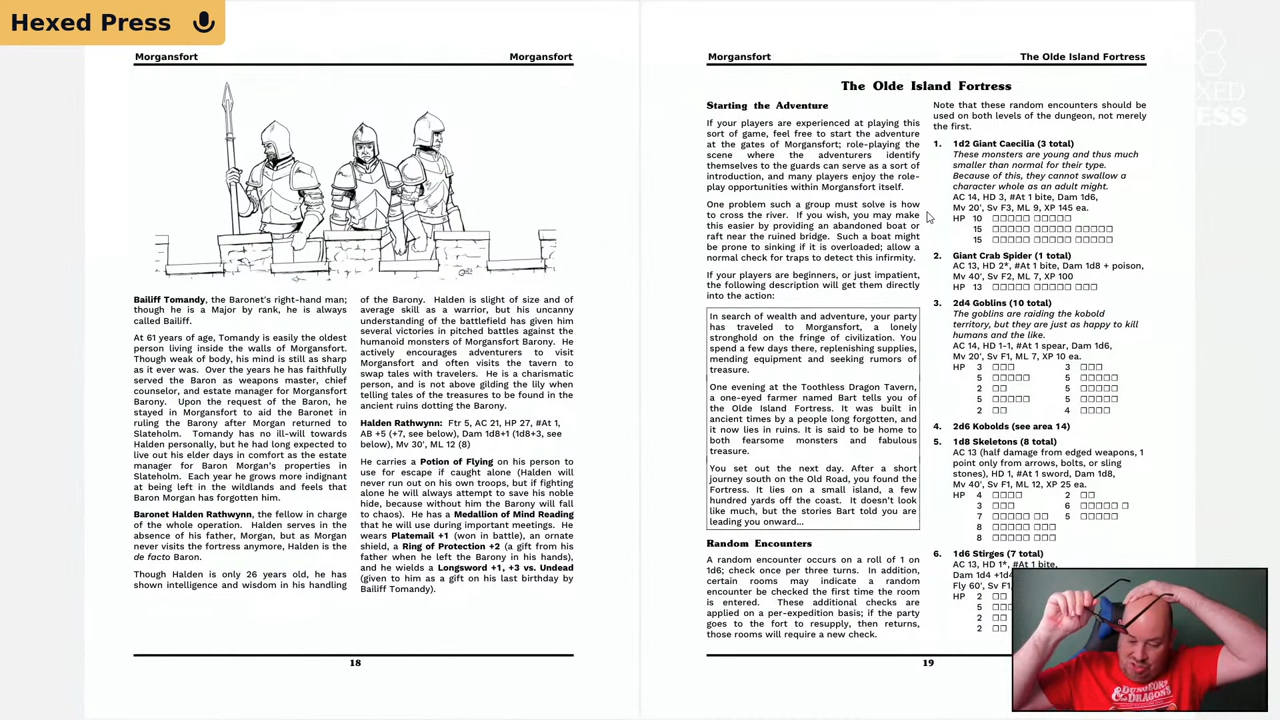 Hexed Press
Morgansfort
Morgansfort
Bailiff Tomandy, the Baronet's right-hand man;
though he is a Major by rank, he is always
called Bailiff.
At 61 years of age, Tomandy is easily the oldest
person living inside the walls of Morgansfort.
Though weak of body, his mind is still as sharp
as it ever was. Over the years he has faithfully
served the Baron as weapons master, chief
counselor, and estate manager for Morgansfort
Barony. Upon the request of the Baron, he
stayed in Morgansfort to aid the Baronet in
ruling the Barony after Morgan returned to
Slateholm. Tomandy has no ill-will towards
Halden personally, but he had long expected to
live out his elder days in comfort as the estate
manager for Baron Morgan's properties in
Slateholm. Each year he grows more indignant
at being left in the wildlands and feels that
Baron Morgan has forgotten him.
Baronet Halden Rathwynn, the fellow in charge
of the whole operation. Halden serves in the
absence of his father, Morgan, but as Morgan
never visits the fortress anymore, Halden is the
de facto Baron.
Though Halden is only 26 years old, he has
shown intelligence and wisdom in his handling
of the Barony. Halden is slight of size and of
average skill as a warrior, but his uncanny
understanding of the battlefield has given him
several victories in pitched battles against the
humanoid monsters of Morgansfort Barony. He
actively encourages adventurers to visit
Morgansfort and often visits the tavern to
swap tales with travelers. He is a charismatic
person, and is not above gilding the lily when
telling tales of the treasures to be found in the
ancient ruins dotting the Barony.
Halden Rathwynn: Ftr 5, AC 21, HP 27, #At 1,
AB +5 (+7, see below), Dam 1d8+1 (1d8+3, see
below), Mv 30', ML 12 (8)
He carries a Potion of Flying on his person to
use for escape if caught alone (Halden will
never run out on his own troops, but if fighting
alone he will always attempt to save his noble
hide, because without him the Barony will fall
to chaos). He has a Medallion of Mind Reading
that he will use during important meetings. He
wears Platemail +1 (won in battle), an ornate
shield, a Ring of Protection +2 (a gift from his
father when he left the Barony in his hands),
and he wields a Longsword +1, +3 vs. Undead
(given to him as a gift on his last birthday by
Bailiff Tomandy).
18
Morgansfort
The Olde Island Fortress
The Olde Island Fortress
Starting the Adventure
If your players are experienced at playing this
sort of game, feel free to start the adventure
at the gates of Morgansfort; role-playing the
scene where the adventurers identify
themselves to the guards can serve as a sort of
introduction, and many players enjoy the role-
play opportunities within Morgansfort itself.
One problem such a group must solve is how
to cross the river. If you wish, you may make
this easier by providing an abandoned boat or
raft near the ruined bridge. Such a boat might
be prone to sinking if it is overloaded; allow a
normal check for traps to detect this infirmity.
If your players are beginners, or just impatient,
the following description will get them directly
into the action:
In search of wealth and adventure, your party
has traveled to Morgansfort, a lonely
stronghold on the fringe of civilization. You
spend a few days there, replenishing supplies,
mending equipment and seeking rumors of
treasure.
One evening at the Toothless Dragon Tavern,
a one-eyed farmer named Bart tells you of
the Olde Island Fortress. It was built in
ancient times by a people long forgotten, and
it now lies in ruins. It is said to be home to
both fearsome monsters and fabulous
treasure.
You set out the next day. After a short
journey south on the Old Road, you found the
Fortress. It lies on a small island, a few
hundred yards off the coast. It doesn't look
like much, but the stories Bart told are
leading you onward...
Random Encounters
A random encounter occurs on a roll of 1 on
1d6; check once per three turns. In addition,
certain rooms may indicate a random
encounter be checked the first time the room
is entered. These additional checks are
applied on a per-expedition basis; if the party
goes to the fort to resupply, then returns,
those rooms will require a new check.
Note that these random encounters should be
used on both levels of the dungeon, not merely
the first.
1. 1d2 Giant Caecilia (3 total)
These monsters are young and thus much
smaller than normal for their type.
Because of this, they cannot swallow a
character whole as an adult might.
AC 14, HD 3, #At 1 bite, Dam 1d6,
Mv 20', Sv F3, ML 9, XP 145 ea.
HP 10 □□□□□ □□□□□
15 □□□□□ □□□□□ □□□□□
15 □□□□□ □□□□□ □□□□□
2. Giant Crab Spider (1 total)
AC 13, HD 2*, #At 1 bite, Dam 1d8 + poison,
Mv 40', Sv F2, ML 7, XP 100
HP 13 □□□□□ □□□□□ □□□
3. 2d4 Goblins (10 total)
The goblins are raiding the kobold
territory, but they are just as happy to kill
humans and the like.
AC 14, HD 1-1, #At 1 spear, Dam 1d6,
Mv 20', Sv F1, ML 7, XP 10 ea.
HP 3 □□□ 3 □□□
5 □□□□□ 5 □□□□□
2 □□ 5 □□□□□
5 □□□□□ 5 □□□□□
2 □□ 4 □□□□
4. 2d6 Kobolds (see area 14)
5. 1d8 Skeletons (8 total)
AC 13 (half damage from edged weapons, 1
point only from arrows, bolts, or sling
stones), HD 1, #At 1 sword, Dam 1d8,
Mv 40', Sv F1, ML 12, XP 25 ea.
HP 4 □□□□ 2 □□
3 □□□ 6 □□□□□ □
7 □□□□□ □□ 5 □□□□□
8 □□□□□ □□□
8 □□□□□ □□□
6. 1d6 Stirges (7 total)
AC 13, HD 1*, #At 1 bite,
Dam 1d4 +1d4
Fly 60', Sv F1
HP 2 □□
5 □□
2 □□
2 □□
19
DUNGEONS
DRAGONS